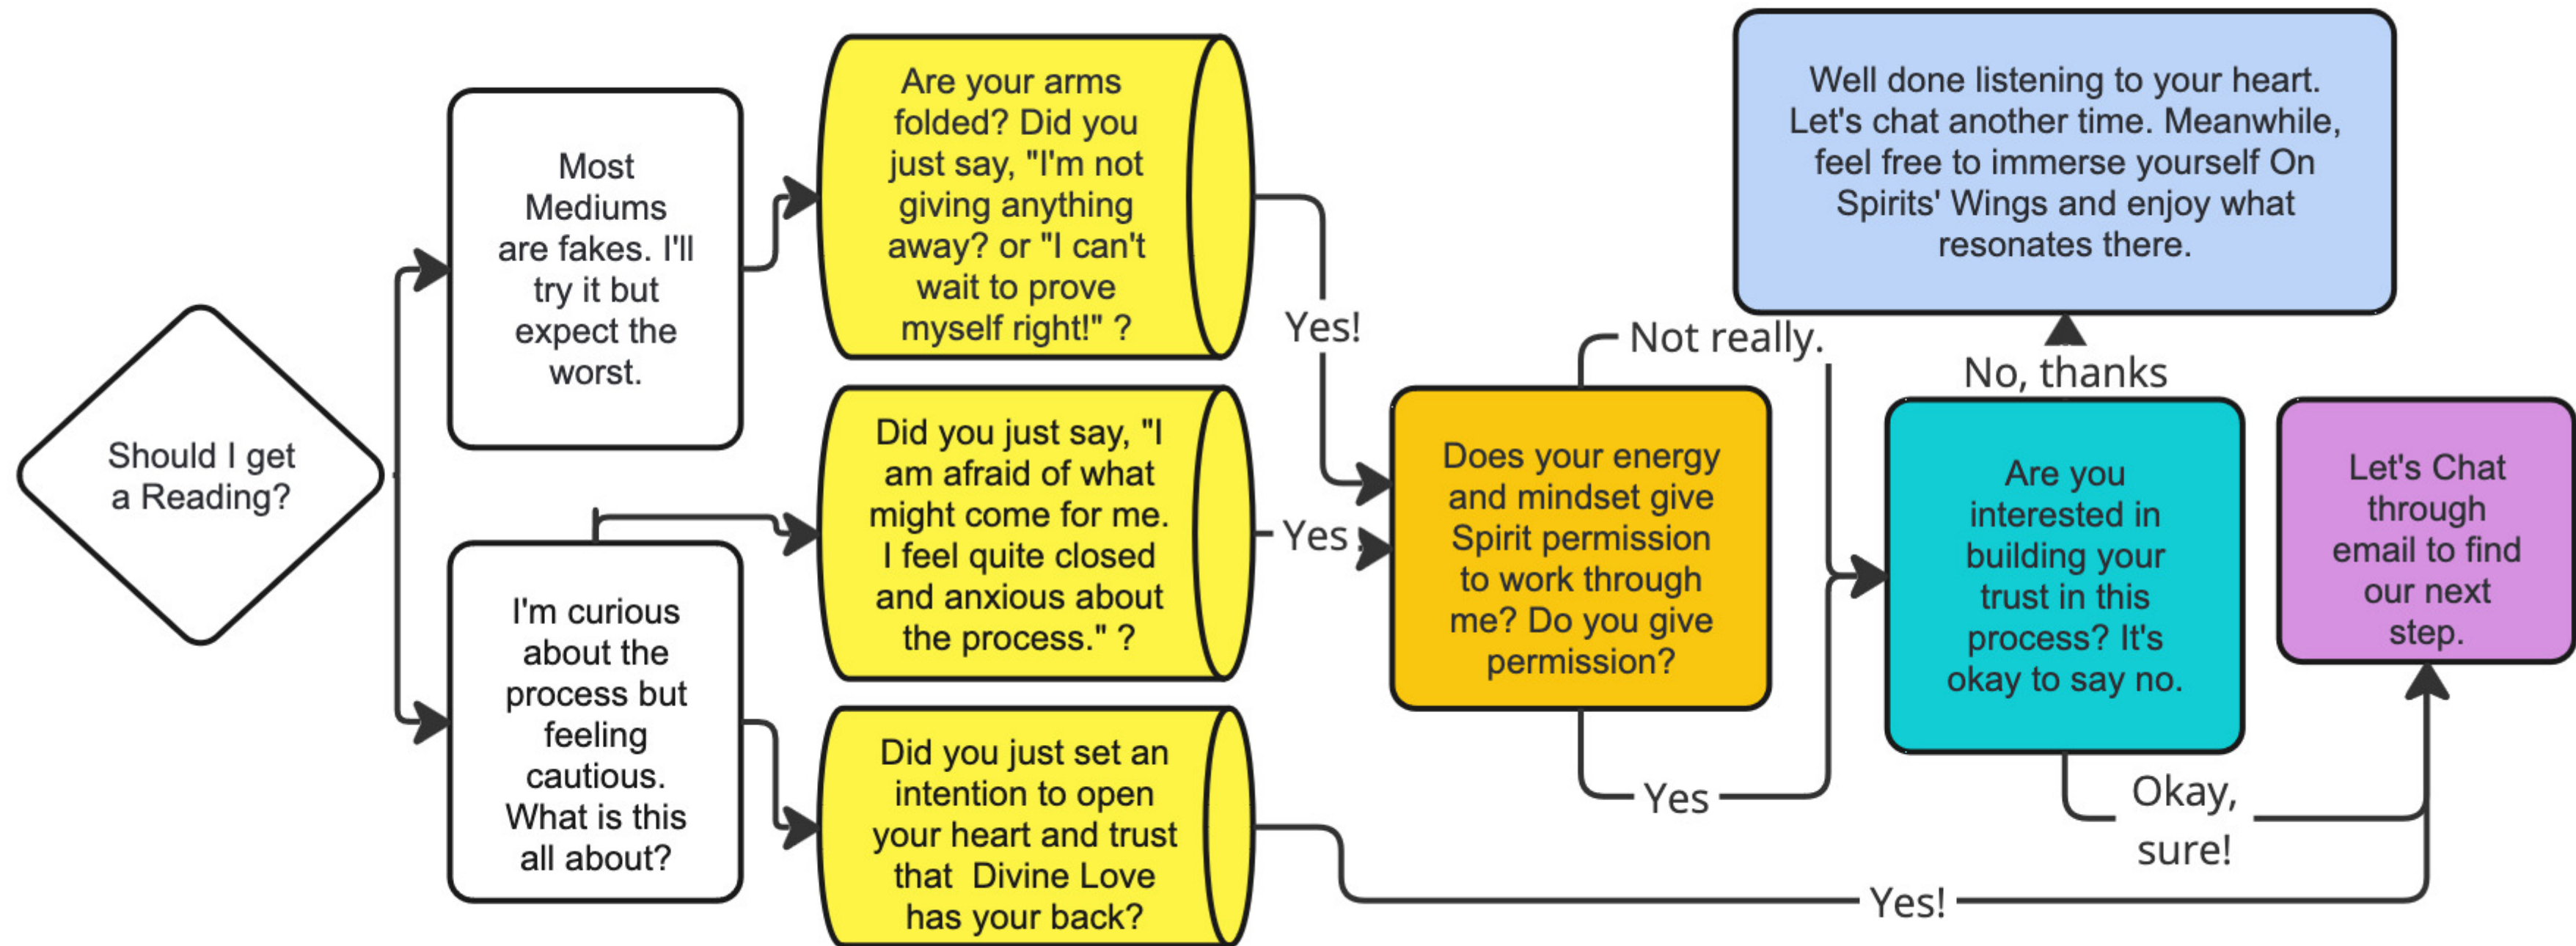 Should I get
a Reading?
Most
Mediums
are fakes. I'll
try it but
expect the
worst.
I'm curious
about the
process but
feeling
cautious.
What is this
all about?
Are your arms
folded? Did you
just say, "I'm not
giving anything
away? or "I can't
wait to prove
myself right!" ?
Did you just say, "I
am afraid of what
might come for me.
I feel quite closed
and anxious about
the process." ?
Did you just set an
intention to open
your heart and trust
that  Divine Love
has your back?
Yes!
Yes
Yes!
Does your energy
and mindset give
Spirit permission
to work through
me? Do you give
permission?
Not really.
Yes
Are you
interested in
building your
trust in this
process? It's
okay to say no.
No, thanks
Okay,
sure!
Well done listening to your heart.
Let's chat another time. Meanwhile,
feel free to immerse yourself On
Spirits' Wings and enjoy what
resonates there.
Let's Chat
through
email to find
our next
step.